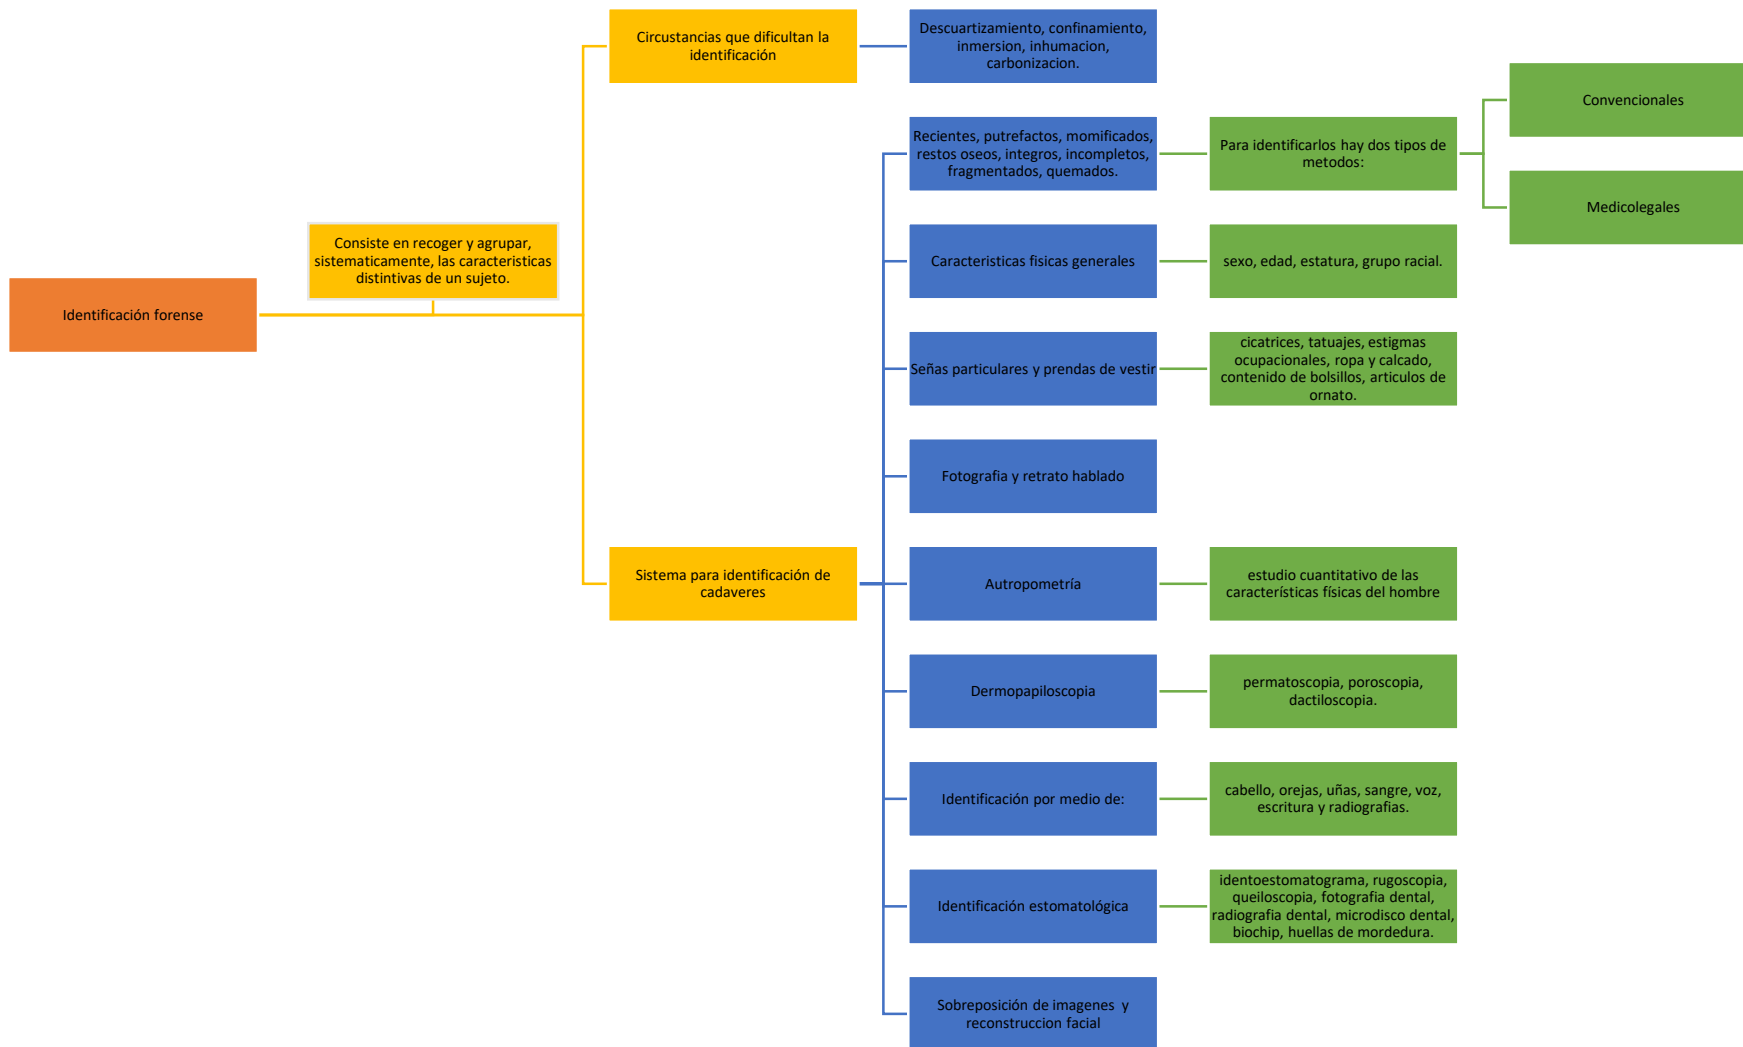 Identificación forense
Consiste en recoger y agrupar,
sistematicamente, las caracteristicas
distintivas de un sujeto.
Circustancias que dificultan la
identificación
Descuartizamiento, confinamiento,
inmersion, inhumacion,
carbonizacion.
Sistema para identificación de
cadaveres
Recientes, putrefactos, momificados,
restos oseos, integros, incompletos,
fragmentados, quemados.
Para identificarlos hay dos tipos de
metodos:
Convencionales
Medicolegales
Caracteristicas fisicas generales
sexo, edad, estatura, grupo racial.
Señas particulares y prendas de vestir
cicatrices, tatuajes, estigmas
ocupacionales, ropa y calcado,
contenido de bolsillos, articulos de
ornato.
Fotografia y retrato hablado
Autropometría
estudio cuantitativo de las
características físicas del hombre
Dermopapiloscopia
permatoscopia, poroscopia,
dactiloscopia.
Identificación por medio de:
cabello, orejas, uñas, sangre, voz,
escritura y radiografias.
Identificación estomatológica
identoestomatograma, rugoscopia,
queiloscopia, fotografia dental,
radiografia dental, microdisco dental,
biochip, huellas de mordedura.
Sobreposición de imagenes y
reconstruccion facial